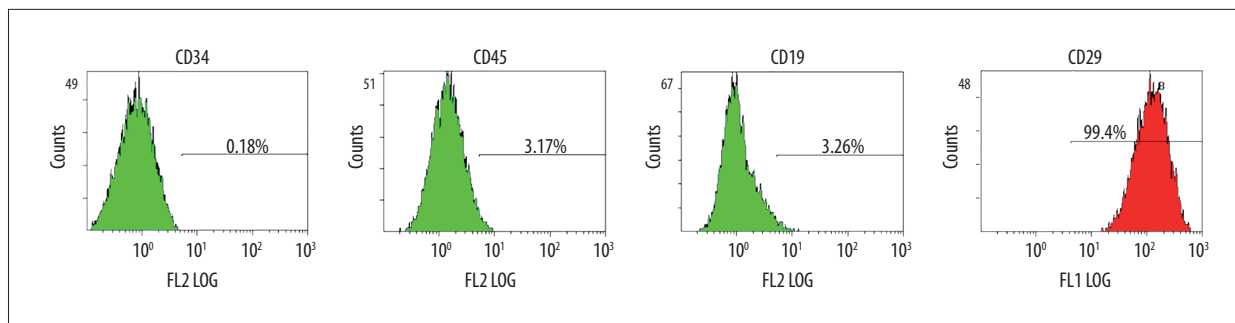 CD34
49
Counts
0.18%
10⁰ 10¹ 10² 10³
FL2 LOG
CD45
51
Counts
3.17%
10⁰ 10¹ 10² 10³
FL2 LOG
CD19
67
Counts
3.26%
10⁰ 10¹ 10² 10³
FL2 LOG
CD29
48
Counts
B
99.4%
10⁰ 10¹ 10² 10³
FL1 LOG